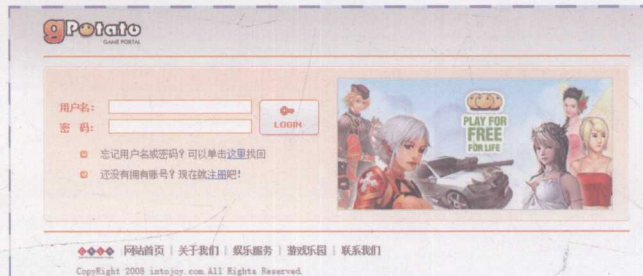 gPotato
GAME PORTAL
用户名：
密 码：
LOGIN
忘记用户名或密码？可以单击这里找回
还没有拥有账号？现在就注册吧！
PLAY FOR
FREE
FOR LIFE
网站首页 | 关于我们 | 娱乐服务 | 游戏乐园 | 联系我们
CopyRight 2008 intojoy.com.All Rights Reserved.